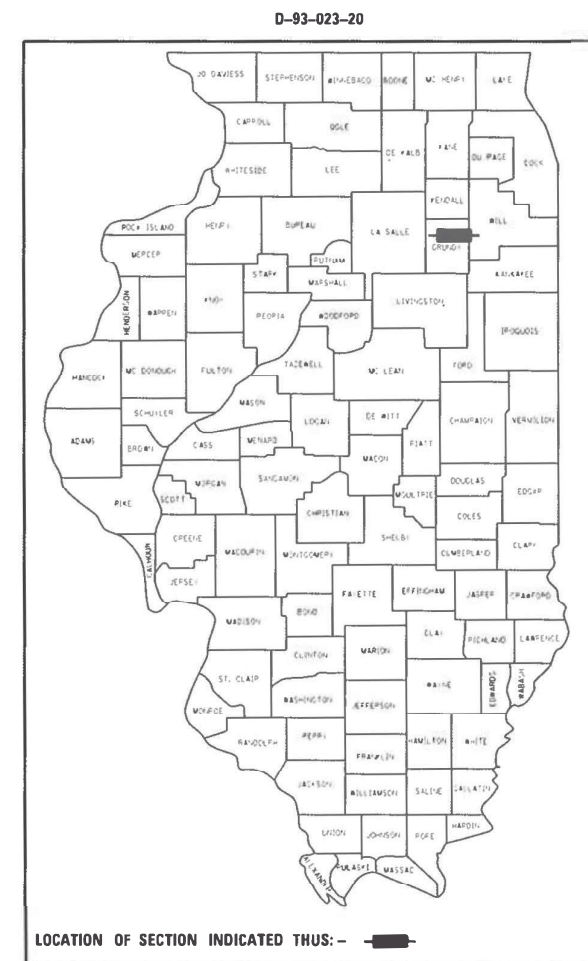 D-93-023-20
JO DAVIESS STEPHENSON WINNEBAGO BOONE MC HENRY LAKE
CARROLL OGLE DE KALB KANE DU PAGE COOK
WHITESIDE LEE
KENDALL WILL
ROCK ISLAND HENRY BUREAU LA SALLE GRUNDY
MERCER PUTNAM
STARK MARSHALL KANKAKEE
HENDERSON WARREN KNOX PEORIA WOODFORD LIVINGSTON IROQUOIS
HANCOCK MC DONOUGH FULTON TAZEWELL MC LEAN FORD
SCHUYLER MASON LOGAN DE WITT CHAMPAIGN VERMILION
ADAMS BROWN CASS MENARD PIATT
MACON
PIKE SCOTT MORGAN SANGAMON MOULTRIE DOUGLAS EDGAR
CHRISTIAN COLES
GREENE MACOUPIN MONTGOMERY SHELBY CUMBERLAND CLARK
CALHOUN JERSEY
FAYETTE EFFINGHAM JASPER CRAWFORD
MADISON BOND CLAY RICHLAND LAWRENCE
CLINTON MARION
ST. CLAIR WAYNE EDWARDS WABASH
WASHINGTON JEFFERSON
MONROE
RANDOLPH PERRY HAMILTON WHITE
FRANKLIN
JACKSON WILLIAMSON SALINE GALLATIN
UNION JOHNSON POPE HARDIN
ALEXANDER PULASKI MASSAC
LOCATION OF SECTION INDICATED THUS: -